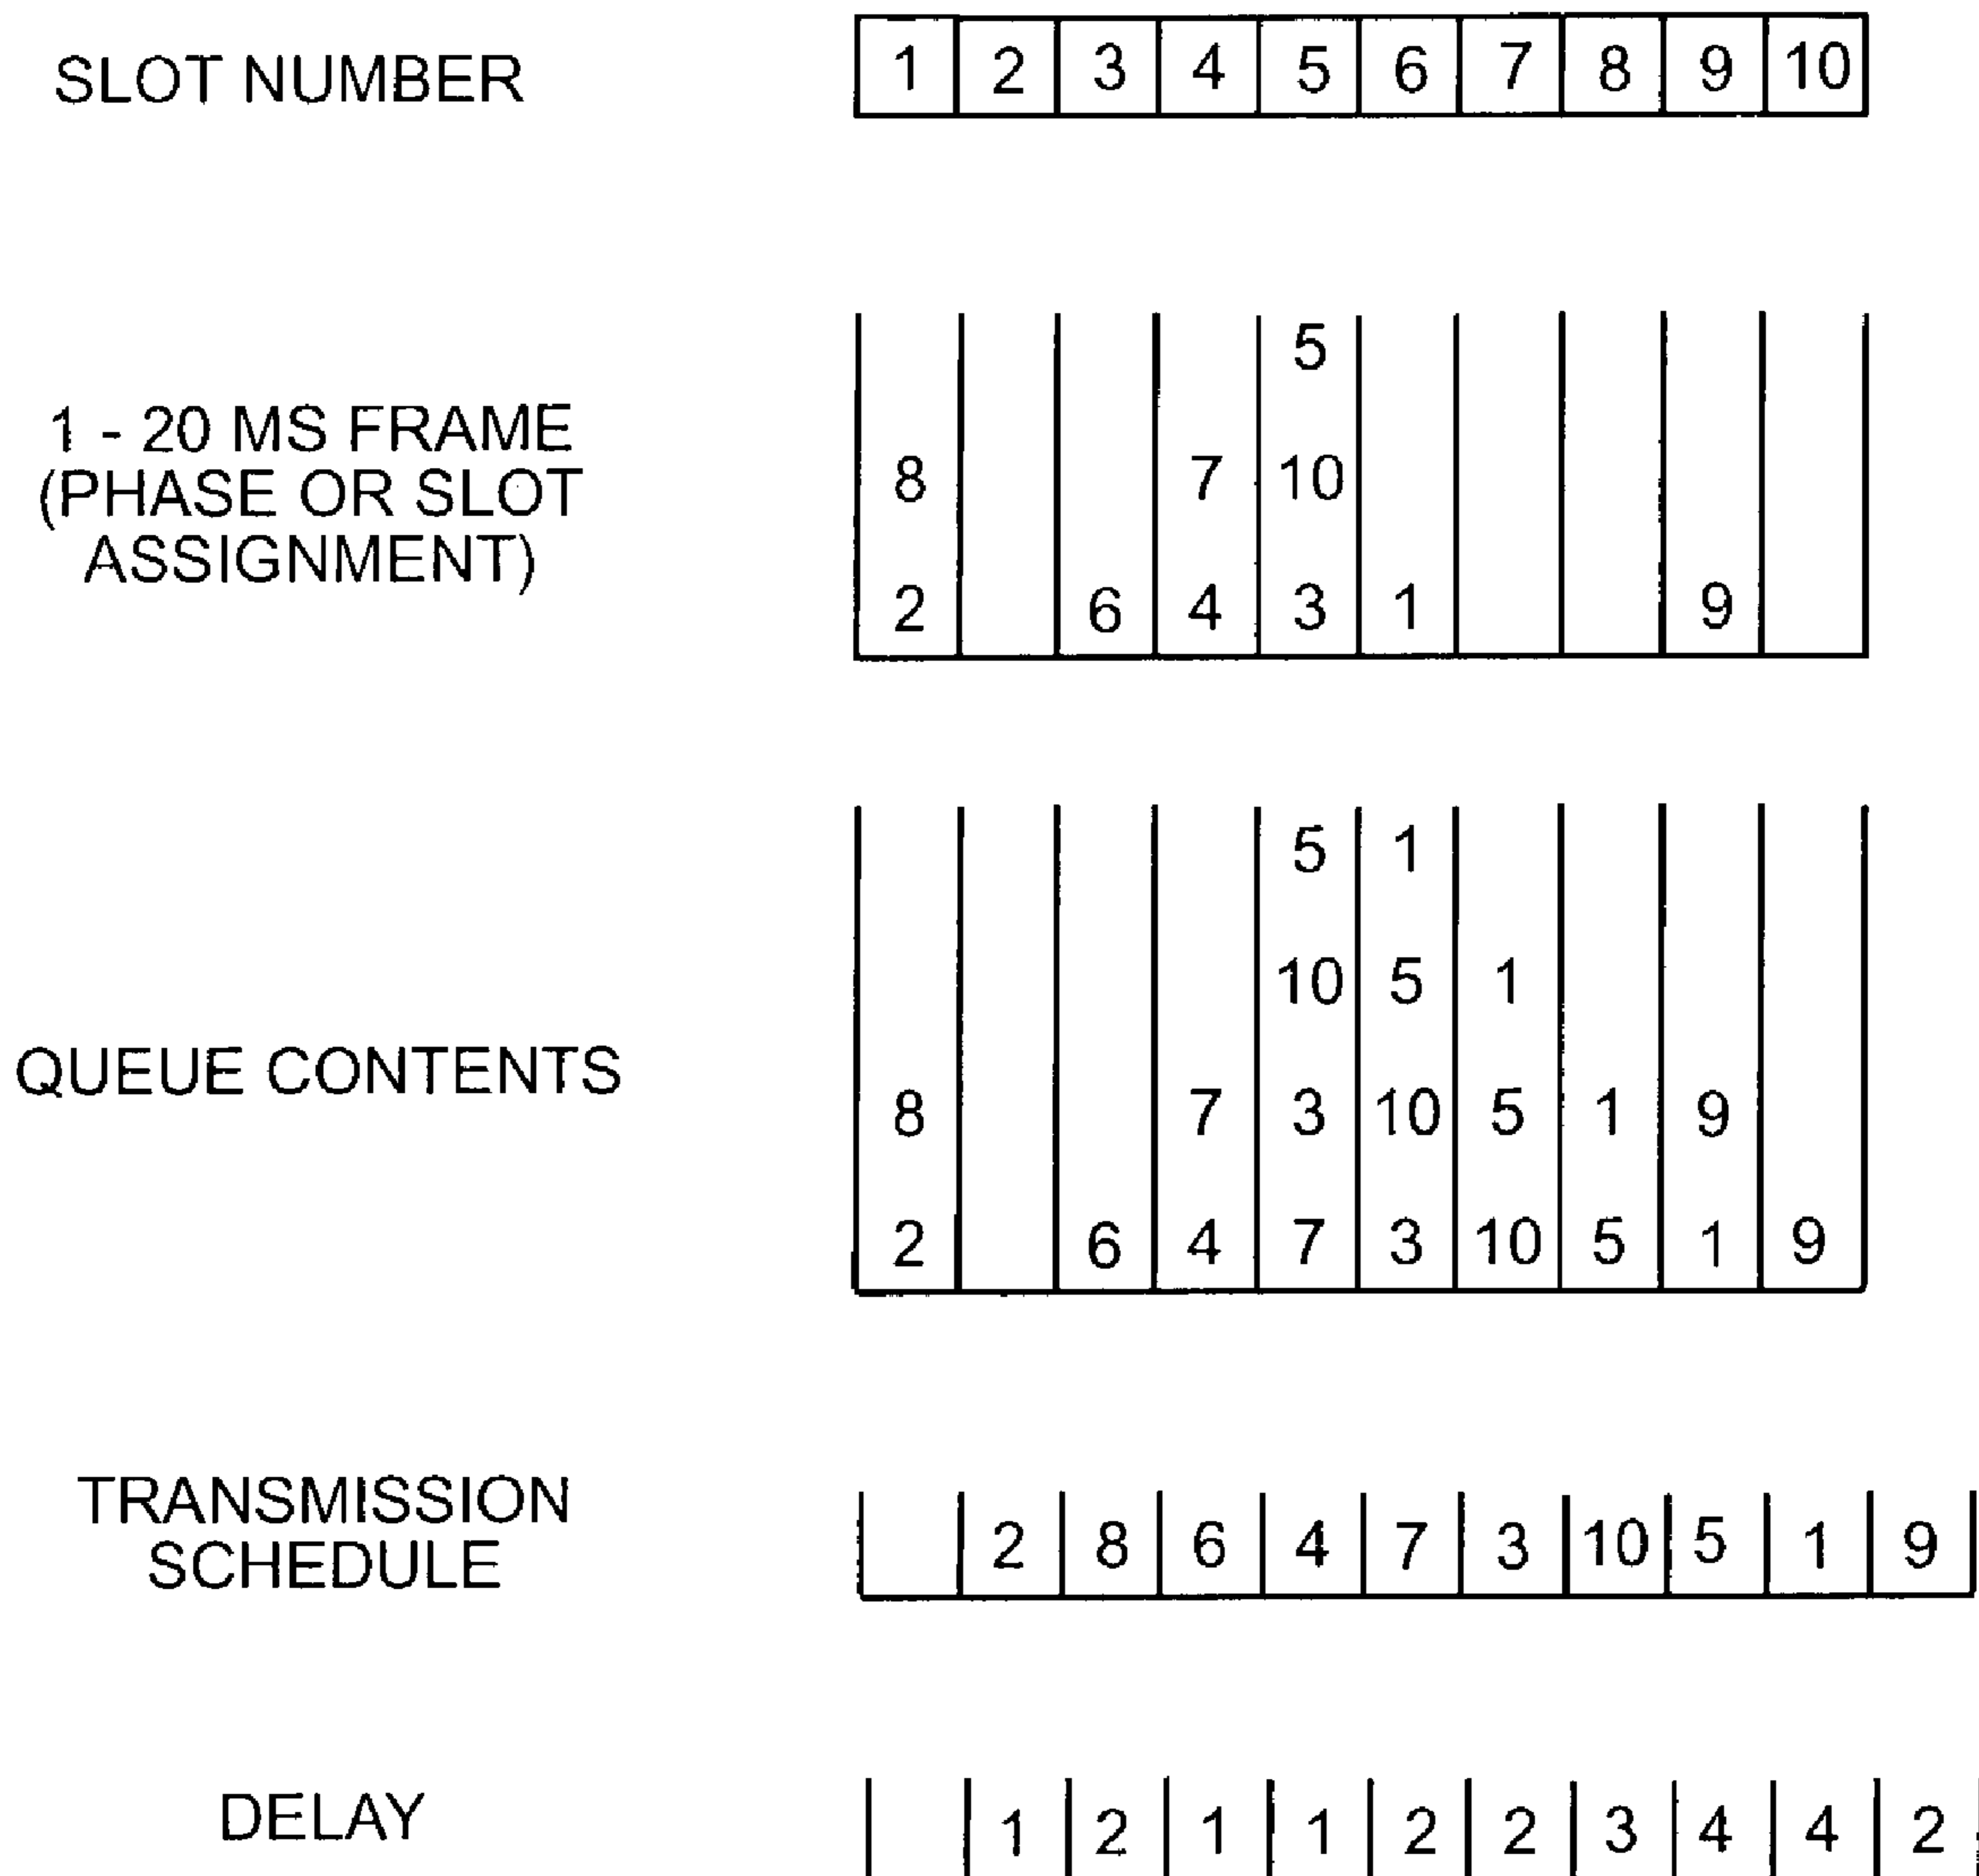 SLOT NUMBER 1 2 3 4 5 6 7 8 9 10
5
1 - 20 MS FRAME
(PHASE OR SLOT
ASSIGNMENT)
8 7 10
2 6 4 3 1 9
5 1
10 5 1
QUEUE CONTENTS
8 7 3 10 5 1 9
2 6 4 7 3 10 5 1 9
TRANSMISSION
SCHEDULE
2 8 6 4 7 3 10 5 1 9
DELAY 1 2 1 1 2 2 3 4 4 2